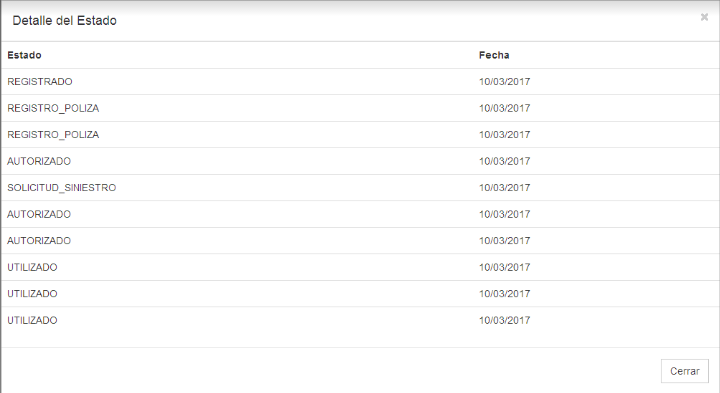 Detalle del Estado ×
Estado Fecha
REGISTRADO 10/03/2017
REGISTRO_POLIZA 10/03/2017
REGISTRO_POLIZA 10/03/2017
AUTORIZADO 10/03/2017
SOLICITUD_SINIESTRO 10/03/2017
AUTORIZADO 10/03/2017
AUTORIZADO 10/03/2017
UTILIZADO 10/03/2017
UTILIZADO 10/03/2017
UTILIZADO 10/03/2017
Cerrar